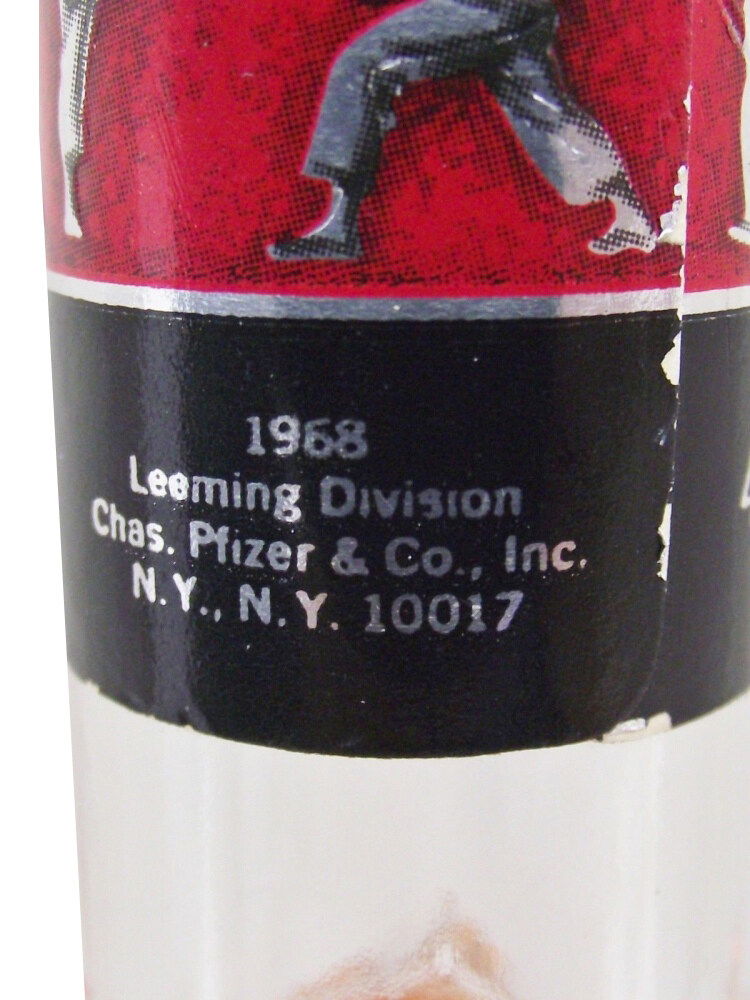 1968
Leeming Division
Chas. Pfizer & Co., Inc.
N.Y., N.Y. 10017